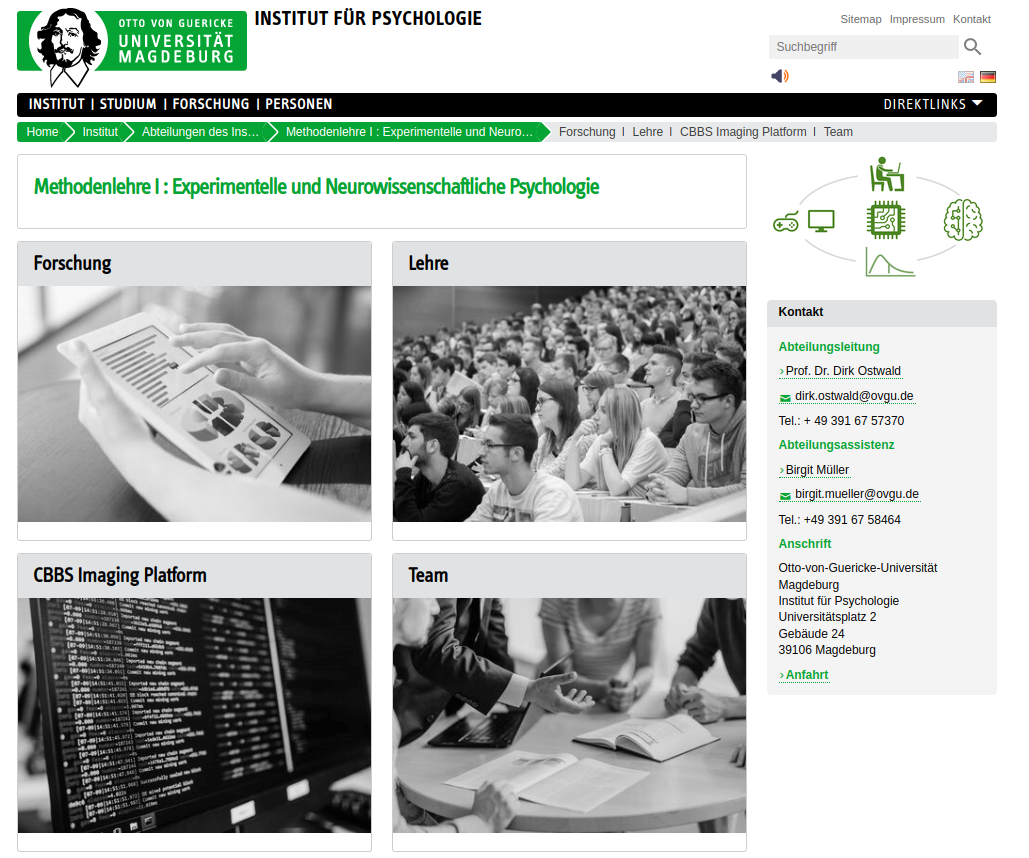 OTTO VON GUERICKE
UNIVERSITÄT
MAGDEBURG
INSTITUT FÜR PSYCHOLOGIE
Sitemap Impressum Kontakt
Suchbegriff
INSTITUT | STUDIUM | FORSCHUNG | PERSONEN
DIREKTLINKS
Home Institut Abteilungen des Ins… Methodenlehre I : Experimentelle und Neuro… Forschung I Lehre I CBBS Imaging Platform I Team
Methodenlehre I : Experimentelle und Neurowissenschaftliche Psychologie
Forschung
Lehre
CBBS Imaging Platform
Team
Kontakt
Abteilungsleitung
› Prof. Dr. Dirk Ostwald
dirk.ostwald@ovgu.de
Tel.: + 49 391 67 57370
Abteilungsassistenz
› Birgit Müller
birgit.mueller@ovgu.de
Tel.: +49 391 67 58464
Anschrift
Otto-von-Guericke-Universität
Magdeburg
Institut für Psychologie
Universitätsplatz 2
Gebäude 24
39106 Magdeburg
› Anfahrt